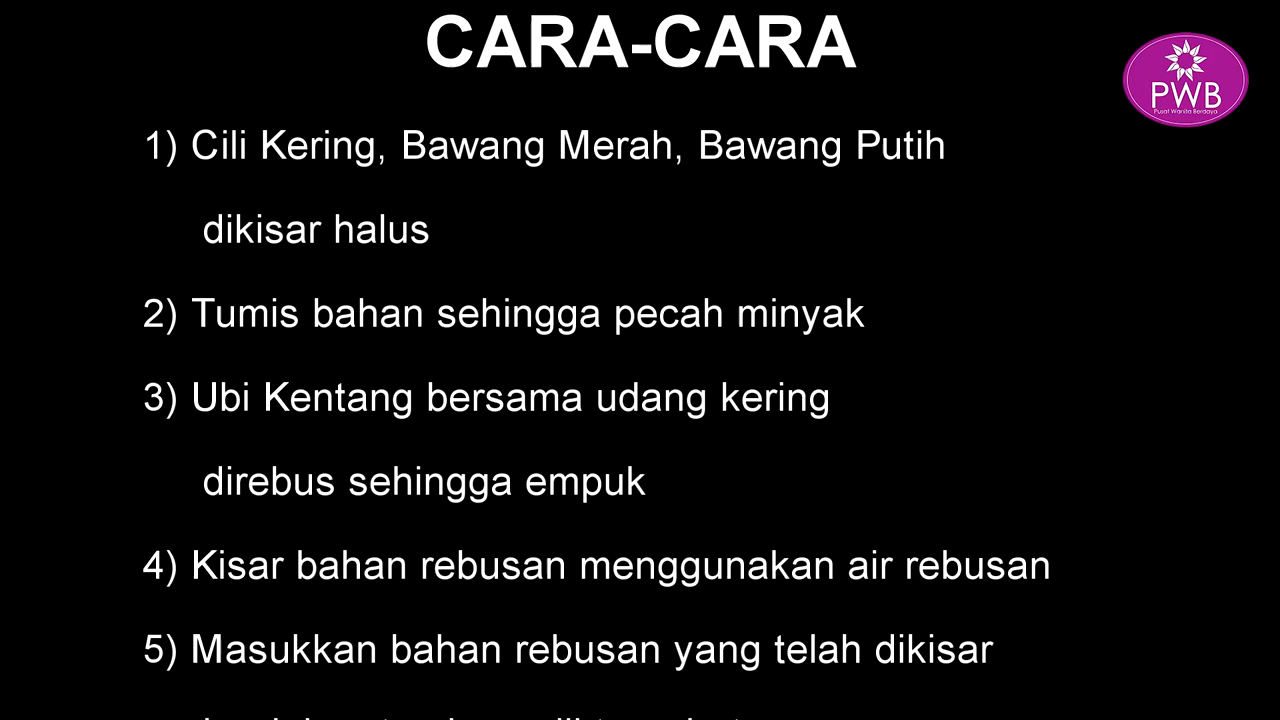 CARA-CARA
PWB
Pusat Wanita Berdaya
1) Cili Kering, Bawang Merah, Bawang Putih
dikisar halus
2) Tumis bahan sehingga pecah minyak
3) Ubi Kentang bersama udang kering
direbus sehingga empuk
4) Kisar bahan rebusan menggunakan air rebusan
5) Masukkan bahan rebusan yang telah dikisar